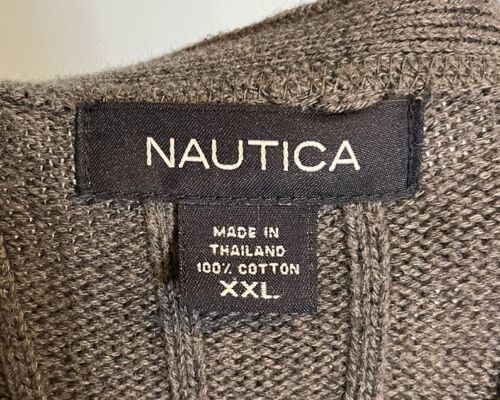 NAUTICA
MADE IN
THAILAND
100% COTTON
XXL